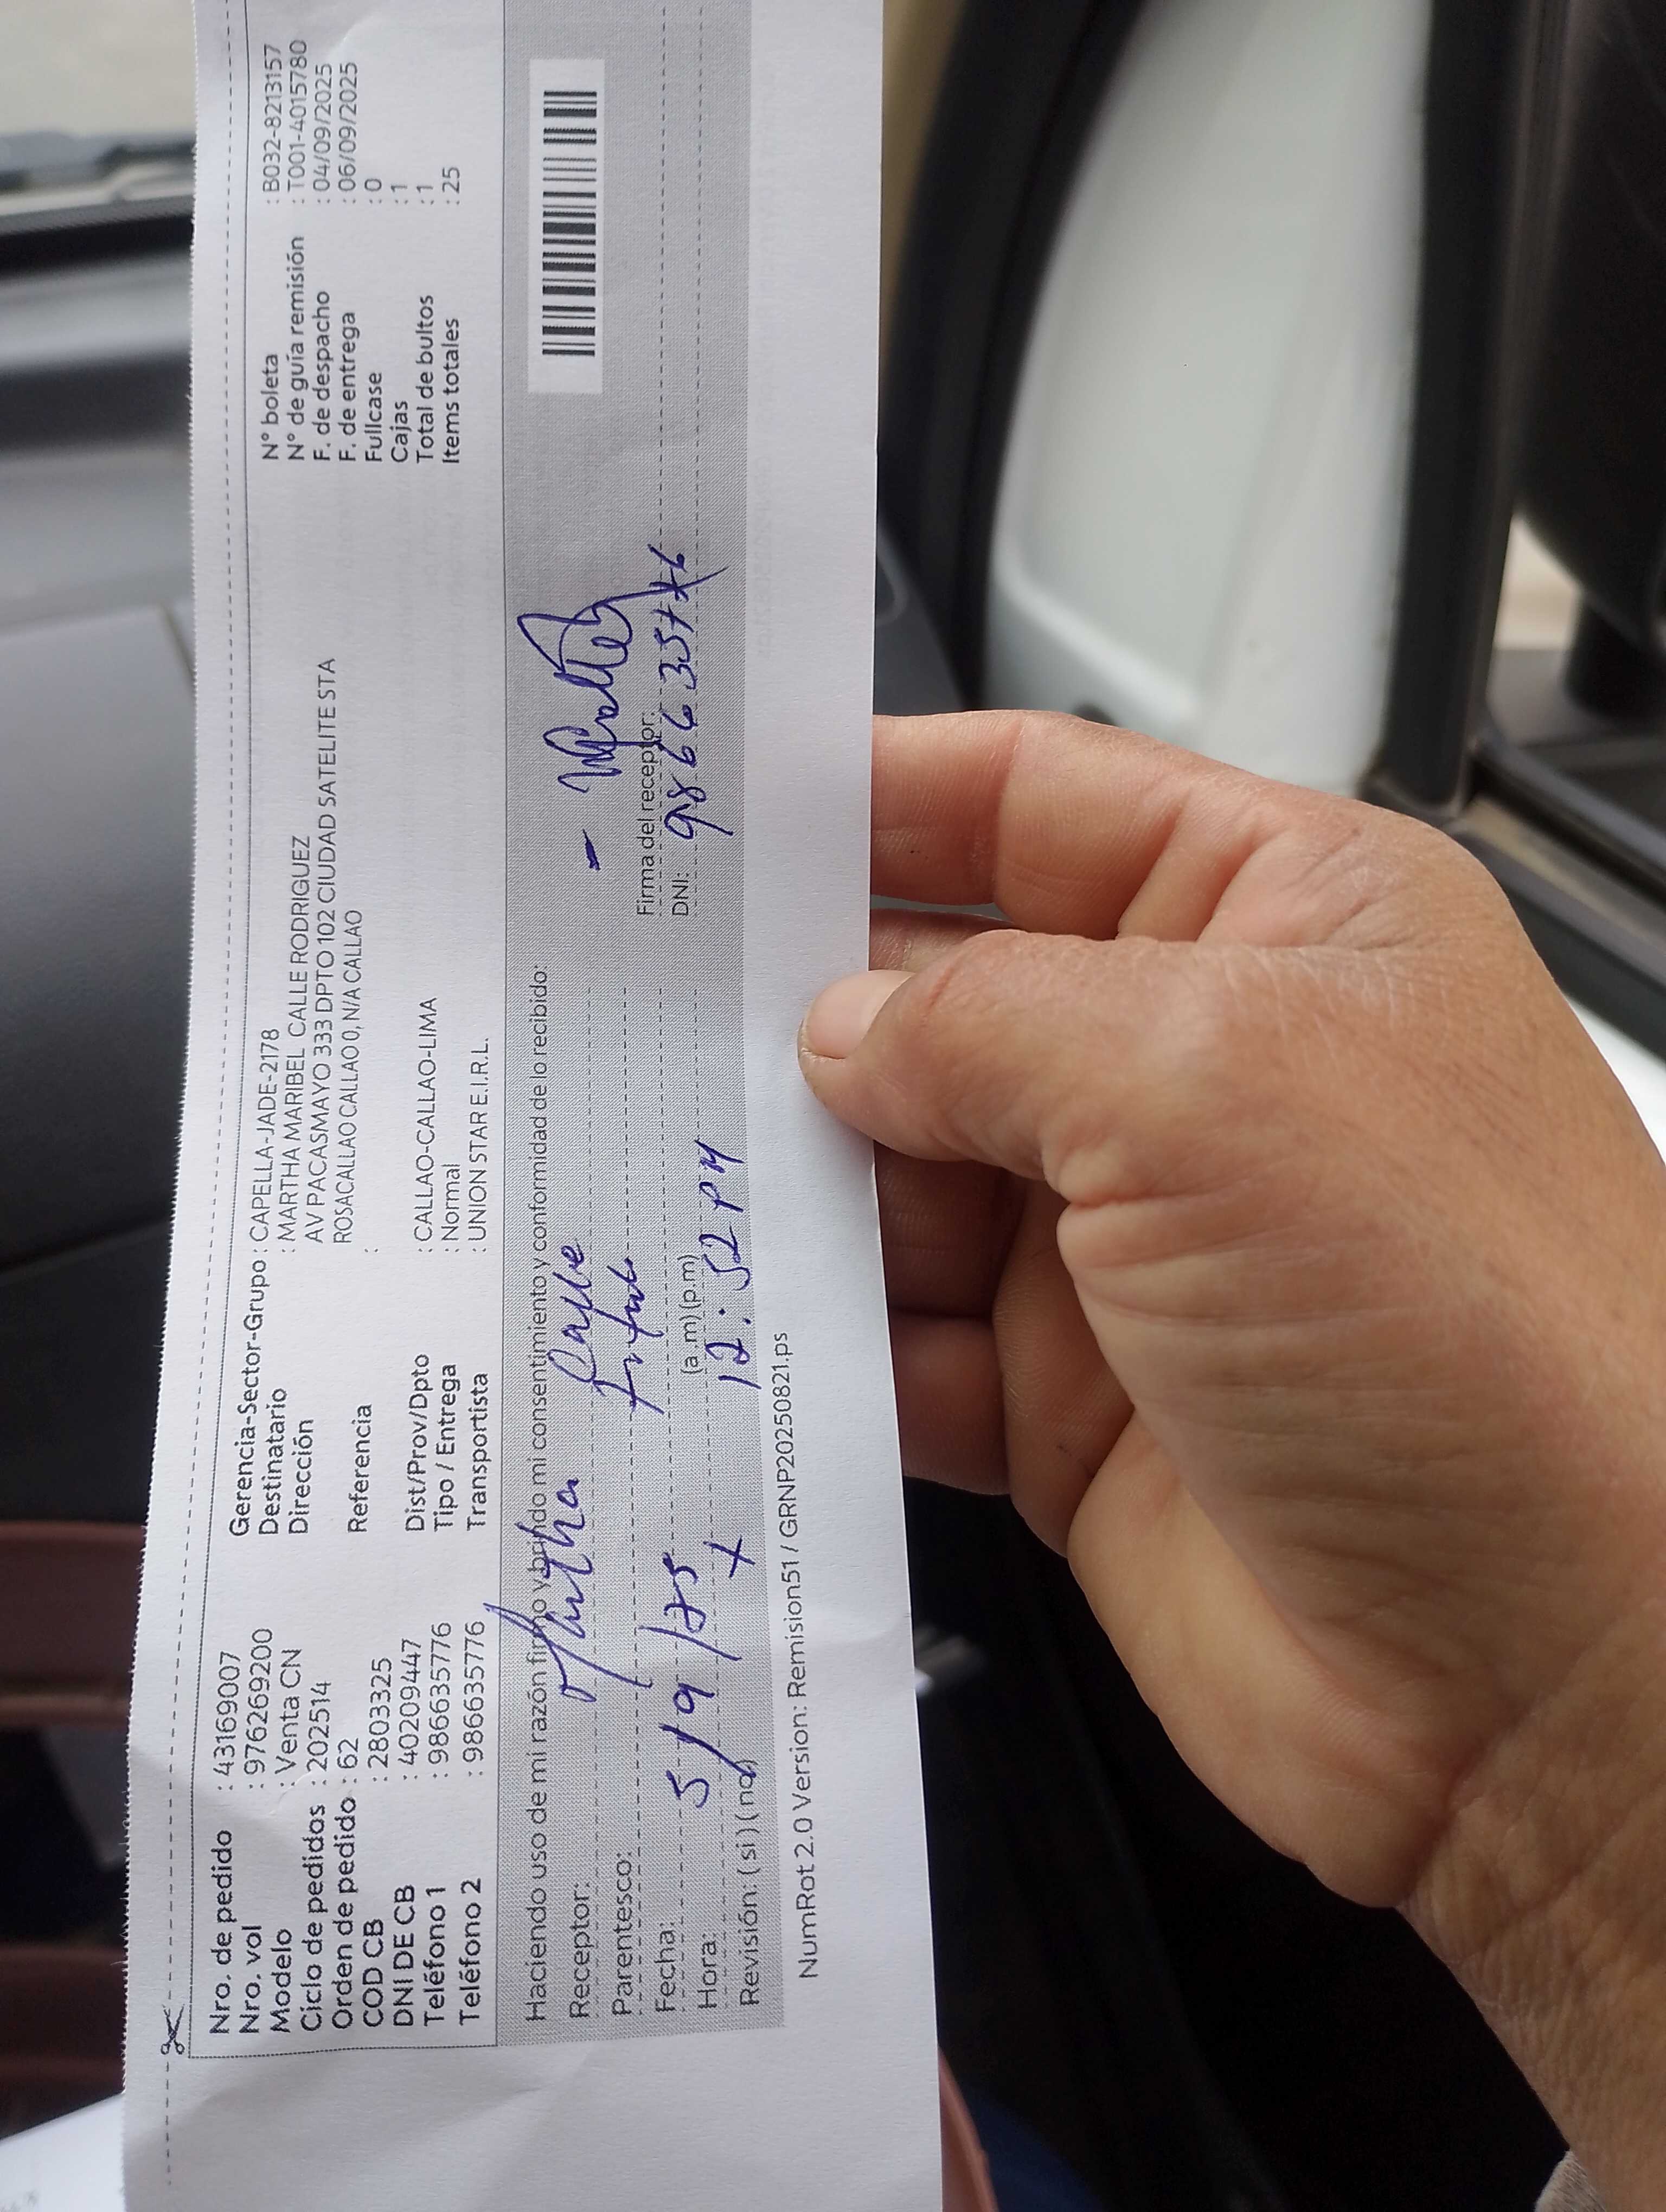 Nro. de pedido : 43169007
Nro. vol : 976269200
Modelo : Venta CN
Ciclo de pedidos : 202514
Orden de pedido : 62
COD CB : 2803325
DNI DE CB : 40209447
Teléfono 1 : 986635776
Teléfono 2 : 986635776
Gerencia-Sector-Grupo : CAPELLA-JADE-2178
Destinatario : MARTHA MARIBEL CALLE RODRIGUEZ
Dirección AV PACASMAYO 333 DPTO 102 CIUDAD SATELITE STA
ROSACALLAO CALLAO 0, N/A CALLAO
Referencia :
Dist/Prov/Dpto : CALLAO-CALLAO-LIMA
Tipo / Entrega : Normal
Transportista : UNION STAR E.I.R.L.
N° boleta : B032-8213157
N° de guía remisión : T001-4015780
F. de despacho : 04/09/2025
F. de entrega : 06/09/2025
Fullcase : 0
Cajas : 1
Total de bultos : 1
Items totales : 25
Haciendo uso de mi razón firmo y brindo mi consentimiento y conformidad de lo recibido:
Receptor: Martha Calle
Parentesco:
Fecha: 5/9/25
Hora: (a.m) (p.m)
12:52 PM
Revisión: (si) (no)
Firma del receptor:
DNI: 986635776
NumRot 2.0 Version: Remision51 / GRNP20250821.ps